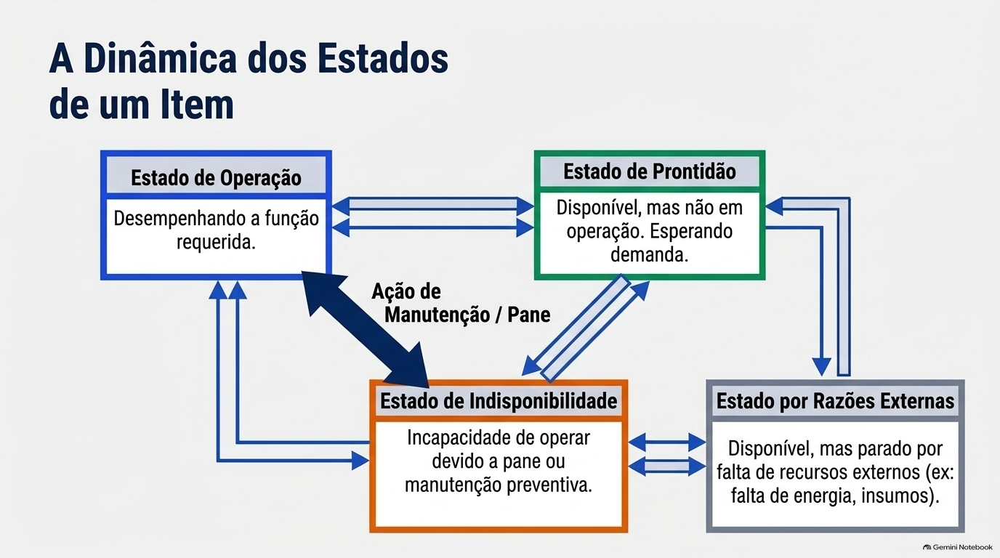 A Dinâmica dos Estados
de um Item
Estado de Operação
Desempenhando a função
requerida.
Estado de Prontidão
Disponível, mas não em
operação. Esperando
demanda.
Ação de
Manutenção / Pane
Estado de Indisponibilidade
Incapacidade de operar
devido a pane ou
manutenção preventiva.
Estado por Razões Externas
Disponível, mas parado por
falta de recursos externos (ex:
falta de energia, insumos).
Gemini Notebook